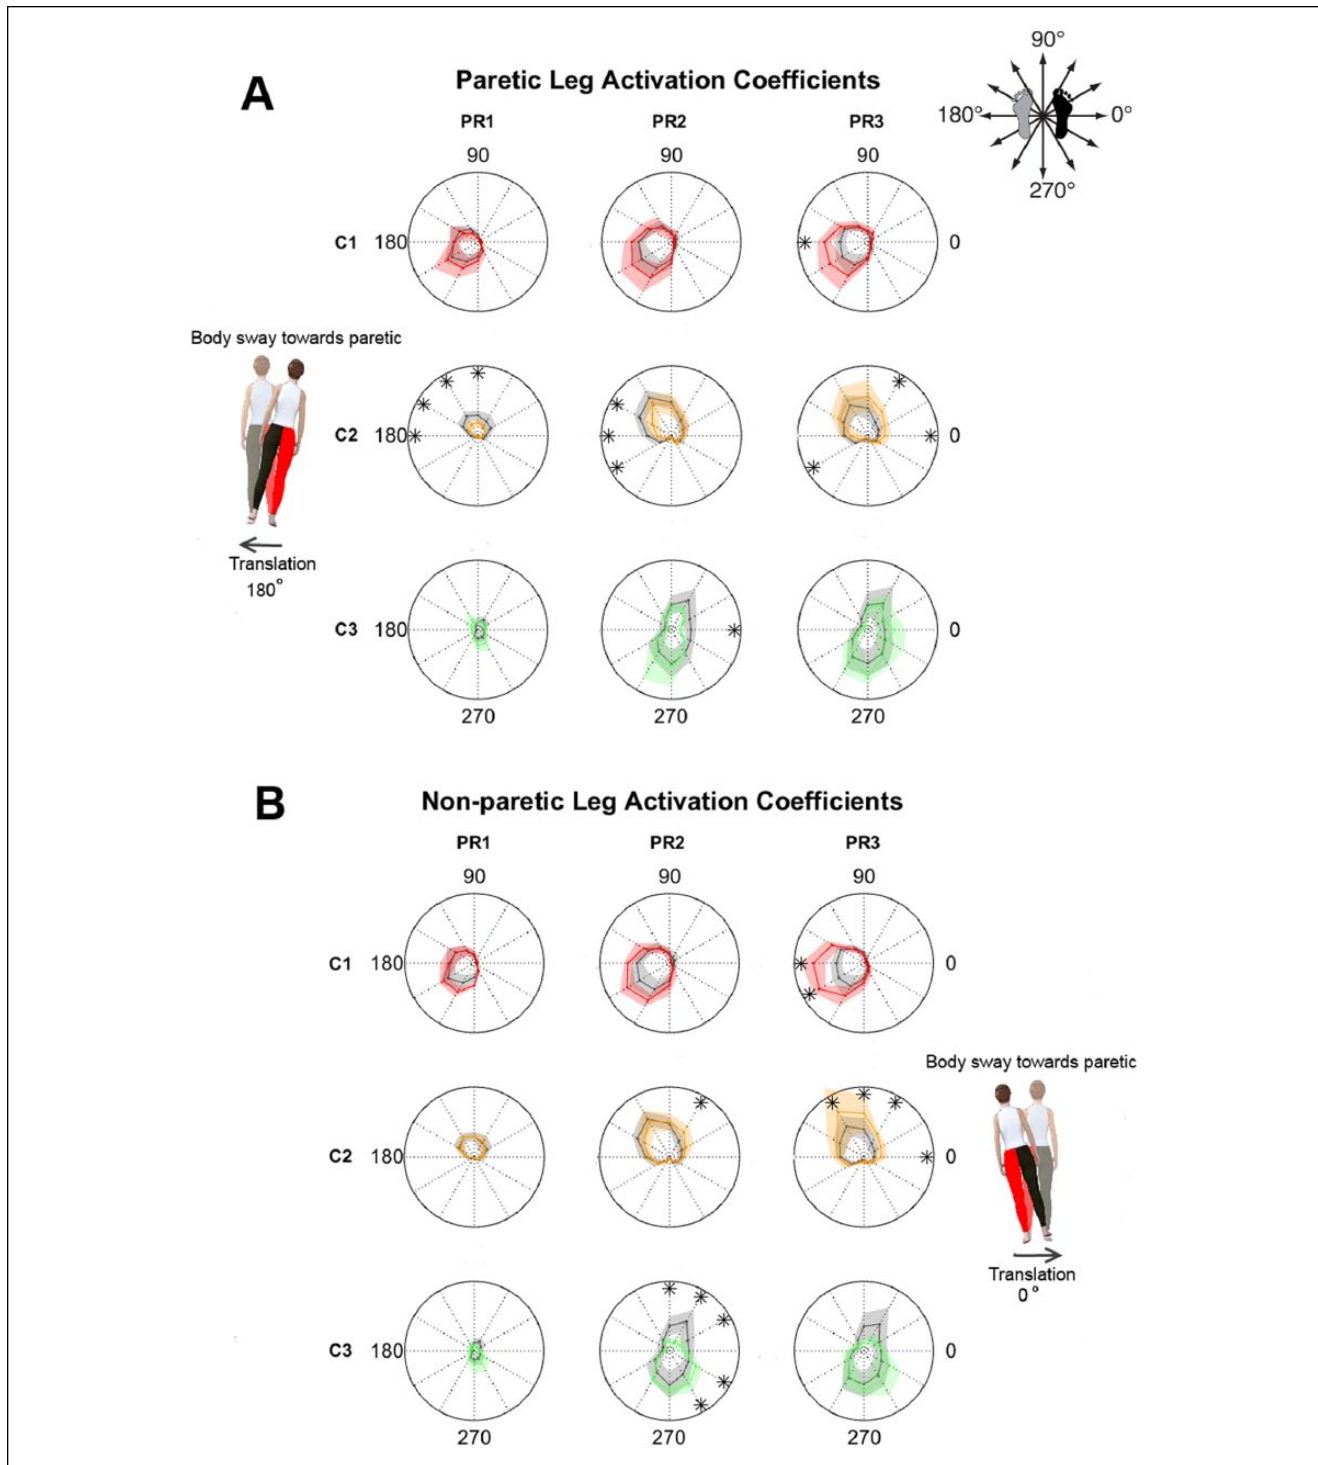 A
Paretic Leg Activation Coefficients
90°
180°
0°
270°
PR1 PR2 PR3
90 90 90
C1 180 * 0
Body sway towards paretic
* * * *
C2 180 * * * * * 0
Translation
180°
C3 180 * 0
270 270 270
B
Non-paretic Leg Activation Coefficients
PR1 PR2 PR3
90 90 90
C1 180 * * 0
Body sway towards paretic
C2 180 * * * * * 0
Translation
0°
C3 180 * * * * * 0
270 270 270